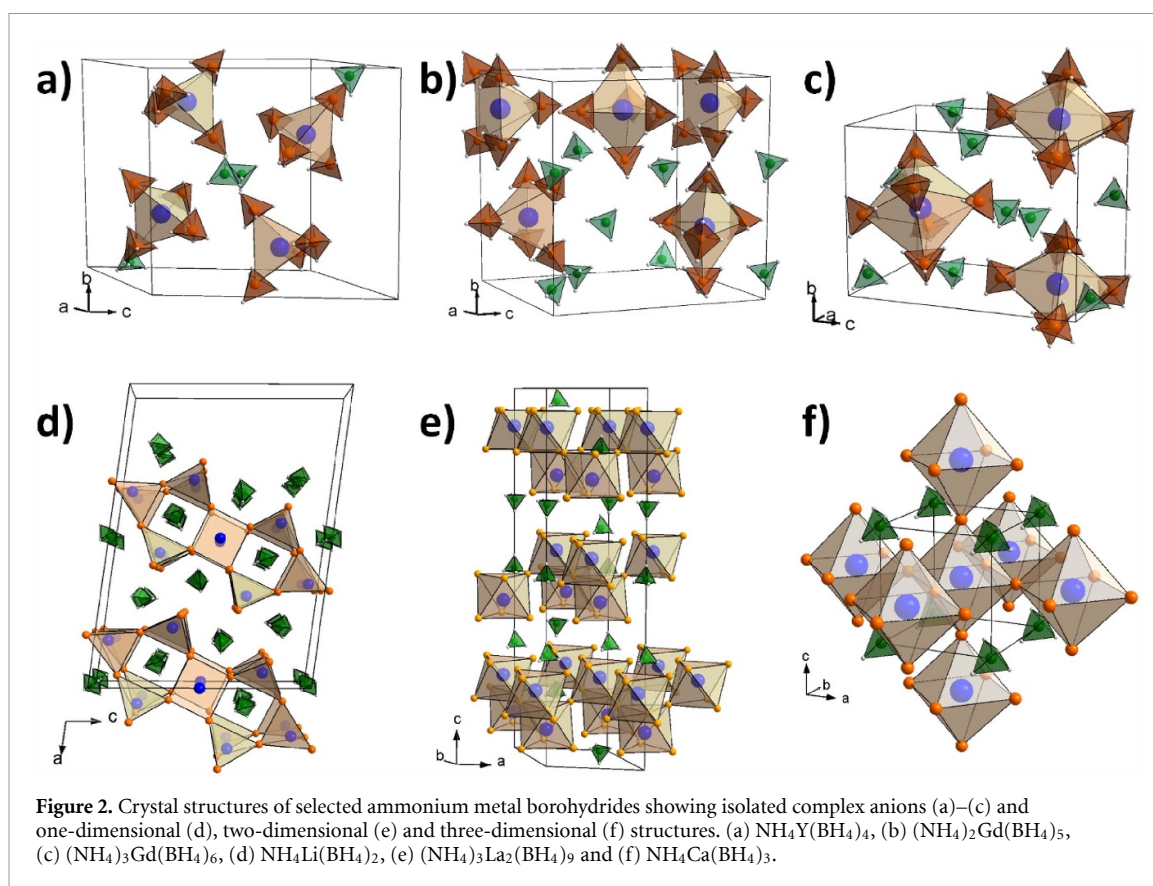 a)
b)
c)
b
a
c
b
a
c
b
a
c
d)
e)
f)
c
a
c
b
a
c
b
a
Figure 2. Crystal structures of selected ammonium metal borohydrides showing isolated complex anions (a)–(c) and
one-dimensional (d), two-dimensional (e) and three-dimensional (f) structures. (a) NH₄Y(BH₄)₄, (b) (NH₄)₂Gd(BH₄)₅,
(c) (NH₄)₃Gd(BH₄)₆, (d) NH₄Li(BH₄)₂, (e) (NH₄)₃La₂(BH₄)₉ and (f) NH₄Ca(BH₄)₃.